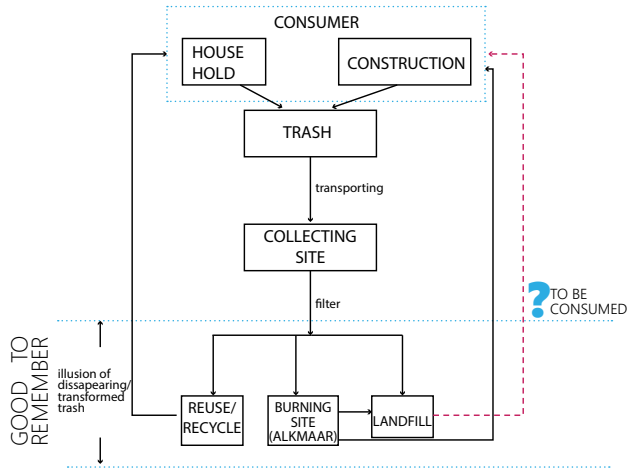 CONSUMER
HOUSE
HOLD
CONSTRUCTION
TRASH
transporting
COLLECTING
SITE
filter
?
TO BE
CONSUMED
GOOD TO
REMEMBER
illusion of
dissapearing/
transformed
trash
REUSE/
RECYCLE
BURNING
SITE
(ALKMAAR)
LANDFILL